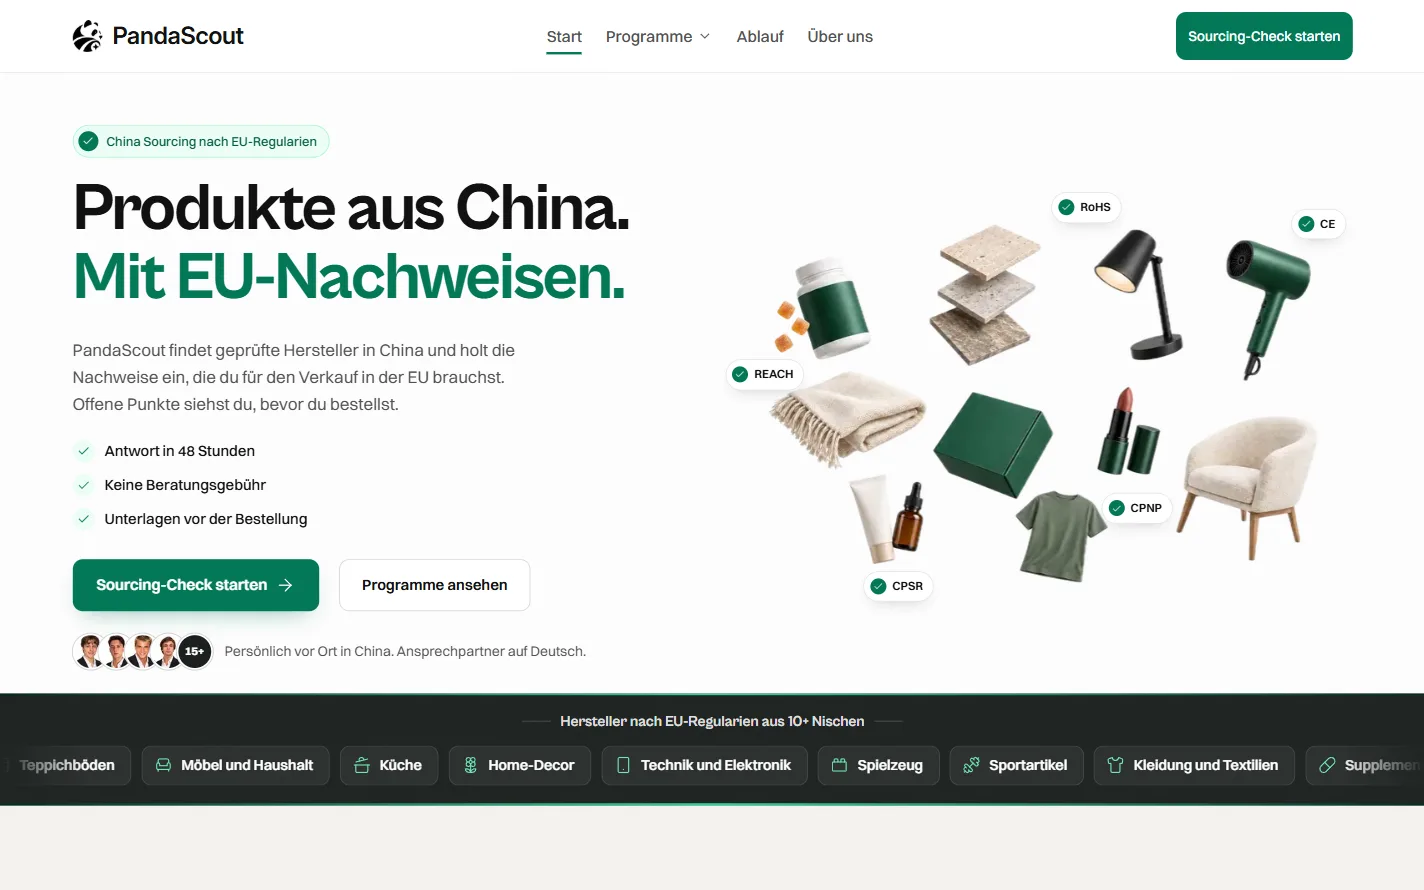 PandaScout
Start
Programme
Ablauf
Über uns
Sourcing-Check starten
China Sourcing nach EU-Regularien
Produkte aus China.
Mit EU-Nachweisen.
PandaScout findet geprüfte Hersteller in China und holt die
Nachweise ein, die du für den Verkauf in der EU brauchst.
Offene Punkte siehst du, bevor du bestellst.
Antwort in 48 Stunden
Keine Beratungsgebühr
Unterlagen vor der Bestellung
Sourcing-Check starten
Programme ansehen
15+
Persönlich vor Ort in China. Ansprechpartner auf Deutsch.
RoHS
CE
REACH
CPNP
CPSR
Hersteller nach EU-Regularien aus 10+ Nischen
Teppichböden
Möbel und Haushalt
Küche
Home-Decor
Technik und Elektronik
Spielzeug
Sportartikel
Kleidung und Textilien
Supplemen